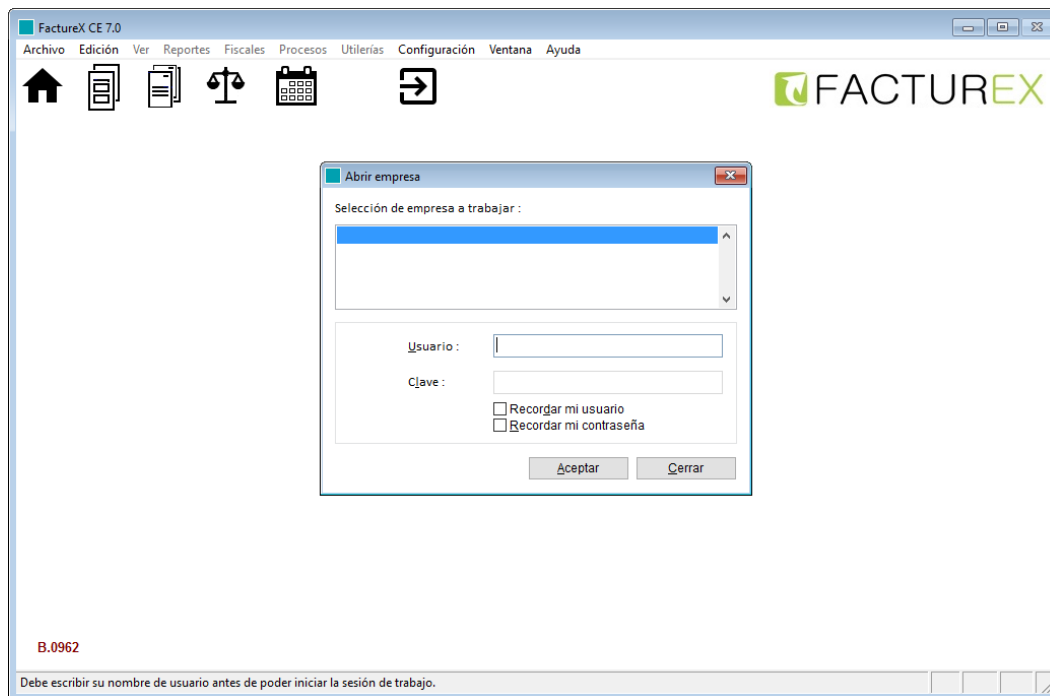 FactureX CE 7.0
Archivo Edición Ver Reportes Fiscales Procesos Utilerías Configuración Ventana Ayuda
FACTUREX
Abrir empresa
Selección de empresa a trabajar :
Usuario :
Clave :
Recordar mi usuario
Recordar mi contraseña
Aceptar Cerrar
B.0962
Debe escribir su nombre de usuario antes de poder iniciar la sesión de trabajo.